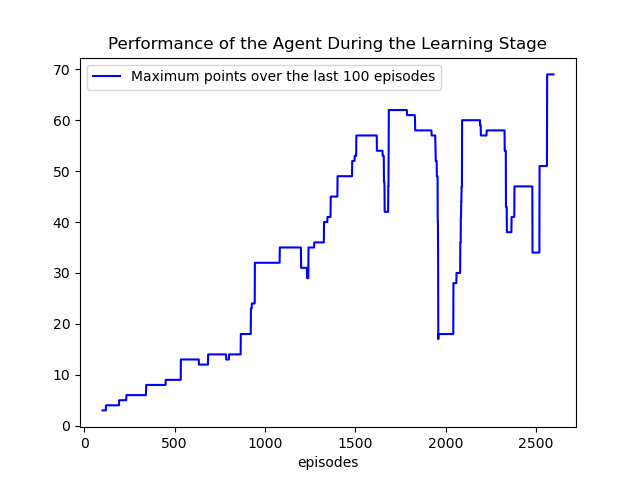 Performance of the Agent During the Learning Stage
Maximum points over the last 100 episodes
70
60
50
40
30
20
10
0
0 500 1000 1500 2000 2500
episodes